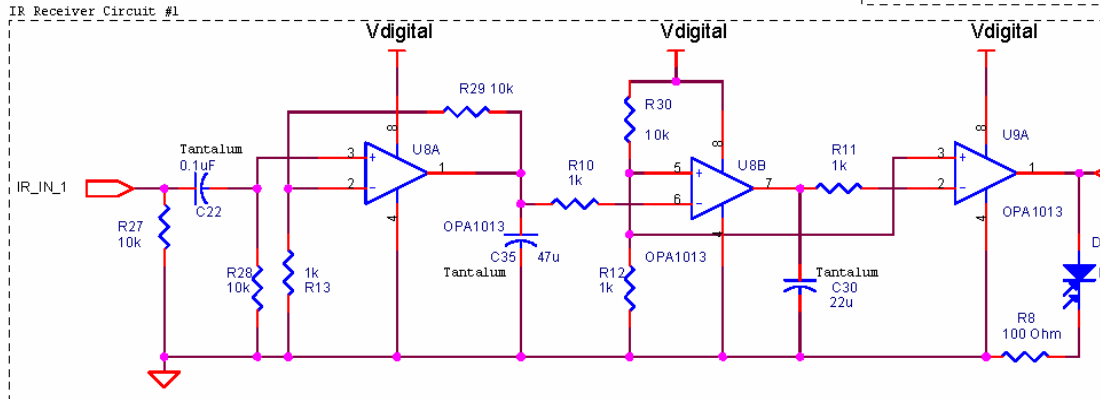 IR Receiver Circuit #1
Vdigital
Vdigital
Vdigital
R29 10k
R30
10k
8
8
8
U8A
U8B
U9A
Tantalum
0.1uF
C22
IR_IN_1
3
2
1
+
-
4
R10
1k
5
6
7
+
-
4
R11
1k
3
2
1
+
-
4
R27
10k
R28
10k
1k
R13
OPA1013
C35
47u
Tantalum
R12
1k
OPA1013
Tantalum
C30
22u
OPA1013
D
R8
100 Ohm